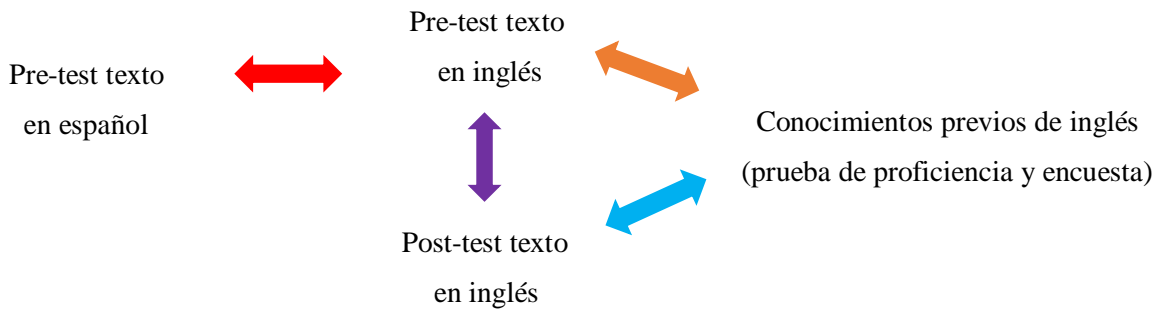 Pre-test texto
en español
Pre-test texto
en inglés
Post-test texto
en inglés
Conocimientos previos de inglés
(prueba de proficiencia y encuesta)